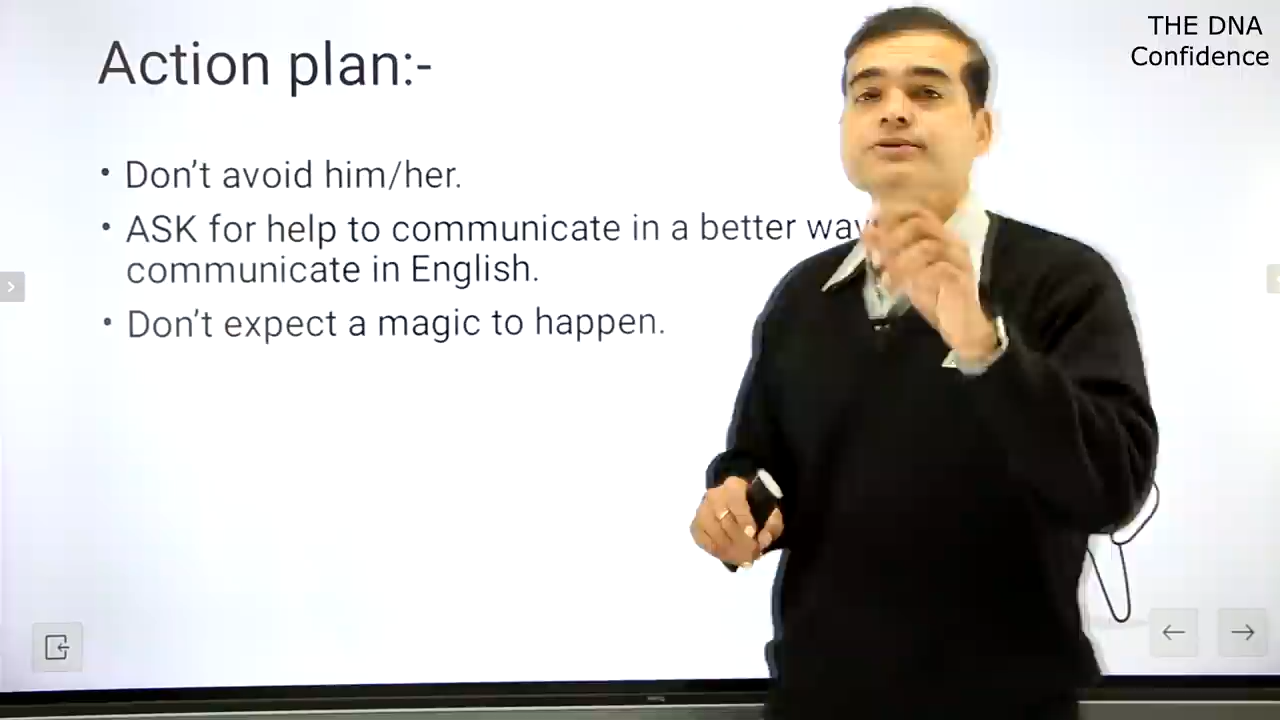 THE DNA
Confidence
Action plan:-
• Don’t avoid him/her.
• ASK for help to communicate in a better way
communicate in English.
• Don’t expect a magic to happen.